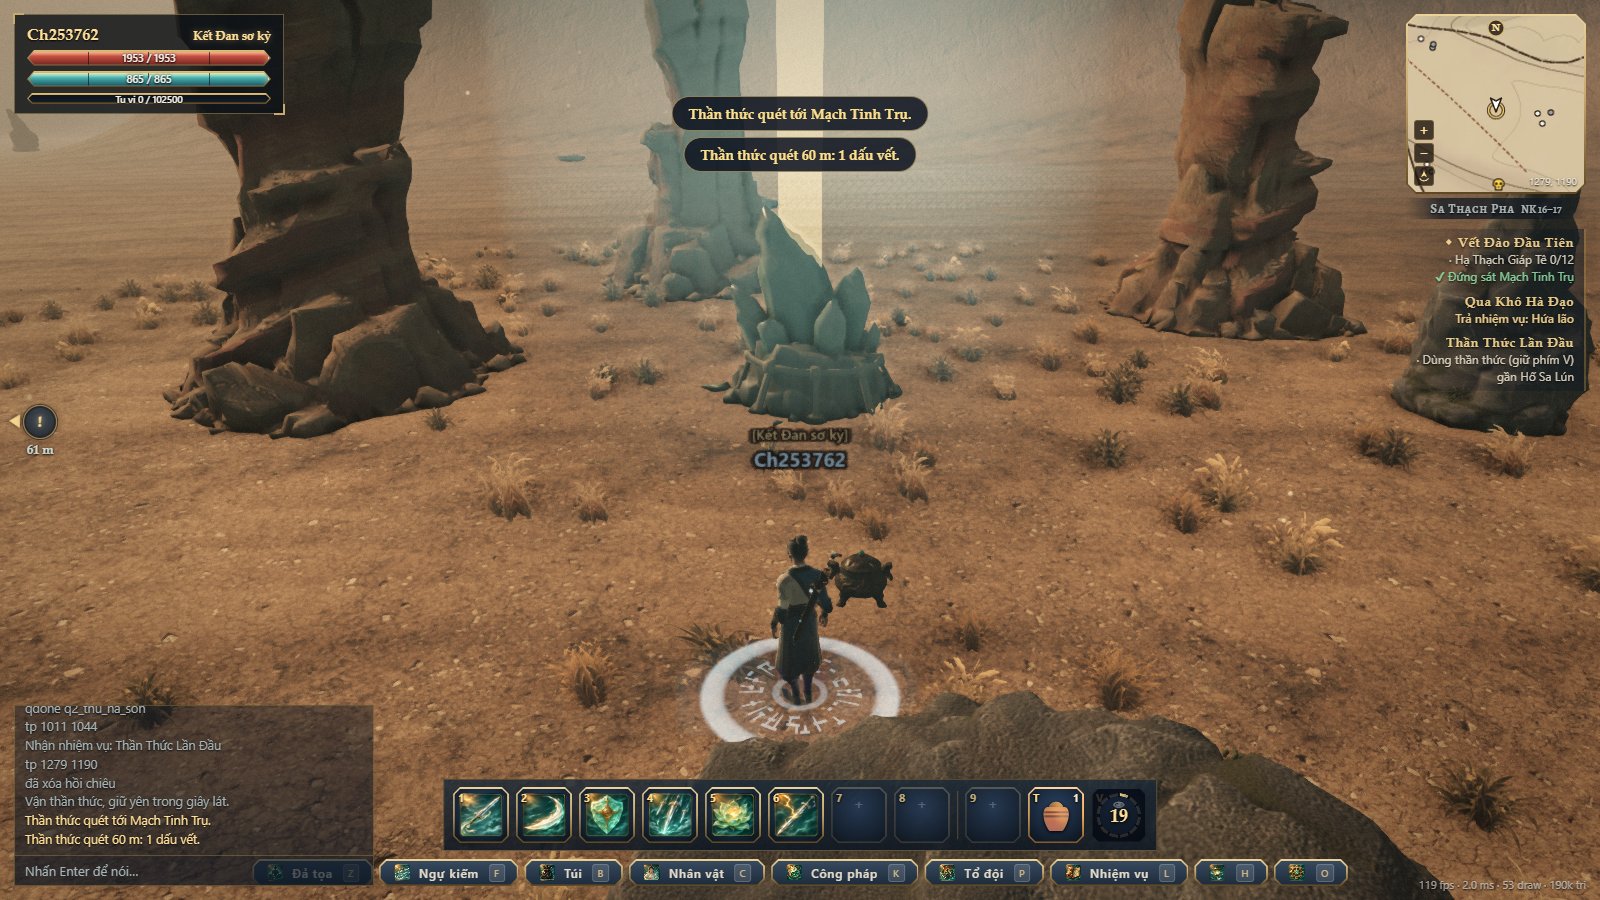 Ch253762
Kết Đan sơ kỳ
1953 / 1953
865 / 865
Tu vi 0 / 102500
Thần thức quét tới Mạch Tinh Trụ.
Thần thức quét 60 m: 1 dấu vết.
N
+
−
1279, 1190
Sa Thạch Pha NK16–17
Vết Đào Đầu Tiên
· Hạ Thạch Giáp Tê 0/12
✓ Đứng sát Mạch Tinh Trụ
Qua Khô Hà Đạo
Trả nhiệm vụ: Hứa lão
Thần Thức Lần Đầu
· Dùng thần thức (giữ phím V)
gần Hố Sa Lún
!
61 m
[Kết Đan sơ kỳ]
Ch253762
qdone q2_thu_ha_son
tp 1011 1044
Nhận nhiệm vụ: Thần Thức Lần Đầu
tp 1279 1190
đã xóa hồi chiêu
Vận thần thức, giữ yên trong giây lát.
Thần thức quét tới Mạch Tinh Trụ.
Thần thức quét 60 m: 1 dấu vết.
Nhấn Enter để nói...
1 2 3 4 5 6 7 + 8 + 9 + T 1 19
Đả tọa Z Ngự kiếm F Túi B Nhân vật C Công pháp K Tổ đội P Nhiệm vụ L H O
119 fps · 2.0 ms · 53 draw · 190k tri